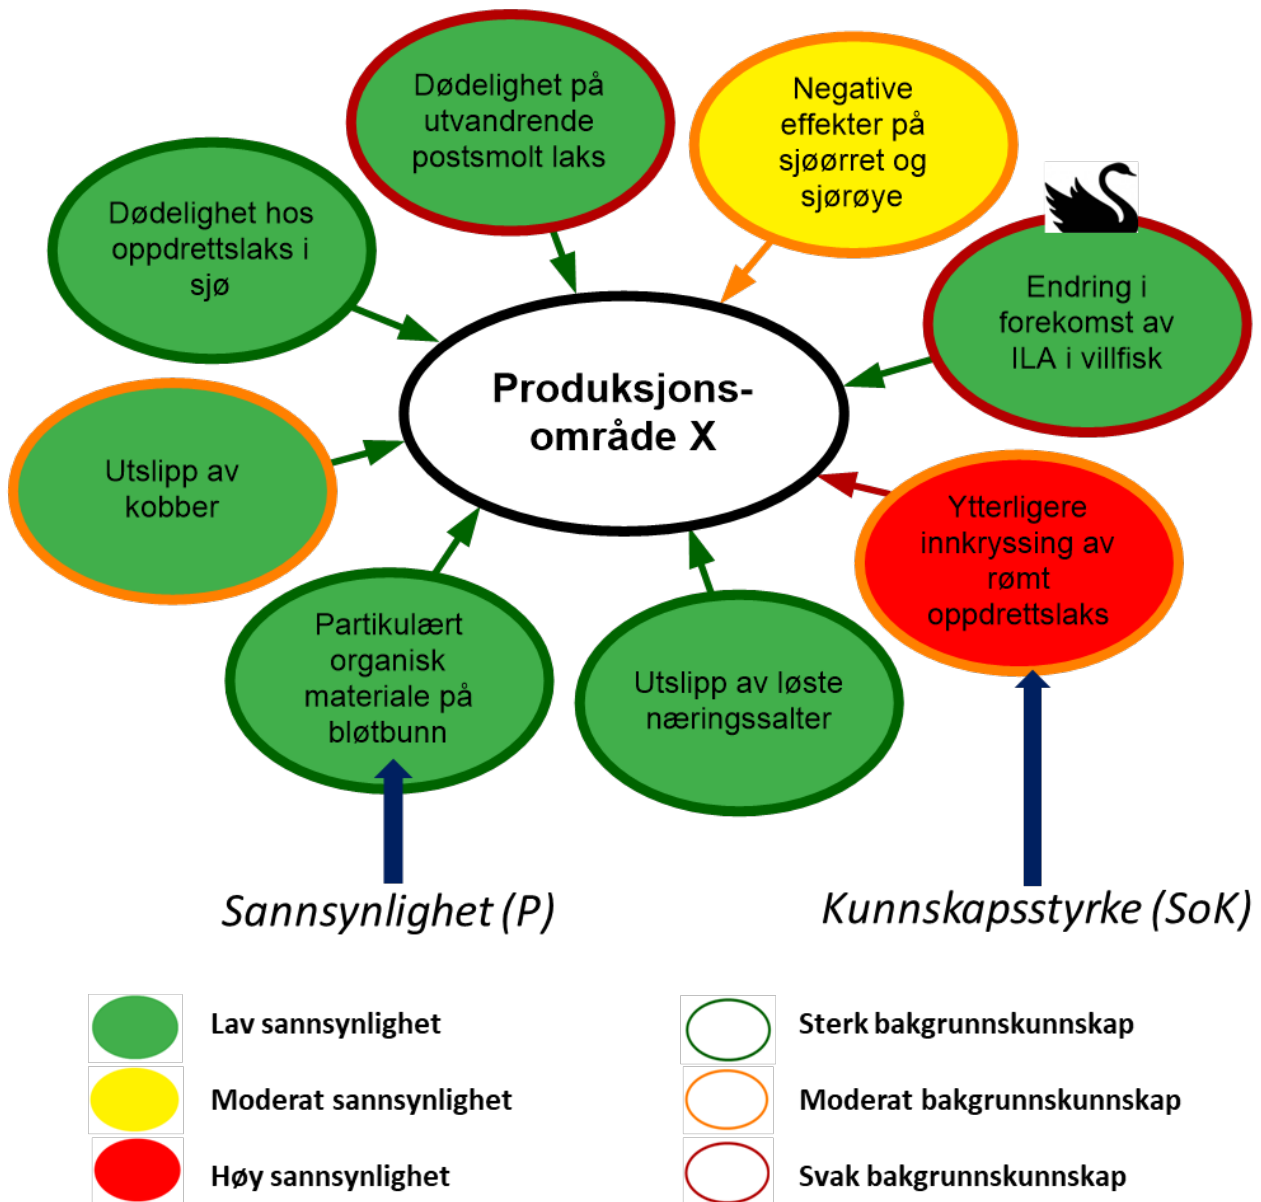 Dødelighet på
utvandrende
postsmolt laks
Negative
effekter på
sjøørret og
sjørøye
Dødelighet hos
oppdrettslaks i
sjø
Endring i
forekomst av
ILA i villfisk
Produksjons-
område X
Utslipp av
kobber
Ytterligere
innkryssing av
rømt
oppdrettslaks
Partikulært
organisk
materiale på
bløtbunn
Utslipp av løste
næringssalter
Sannsynlighet (P)
Kunnskapsstyrke (SoK)
Lav sannsynlighet
Moderat sannsynlighet
Høy sannsynlighet
Sterk bakgrunnskunnskap
Moderat bakgrunnskunnskap
Svak bakgrunnskunnskap